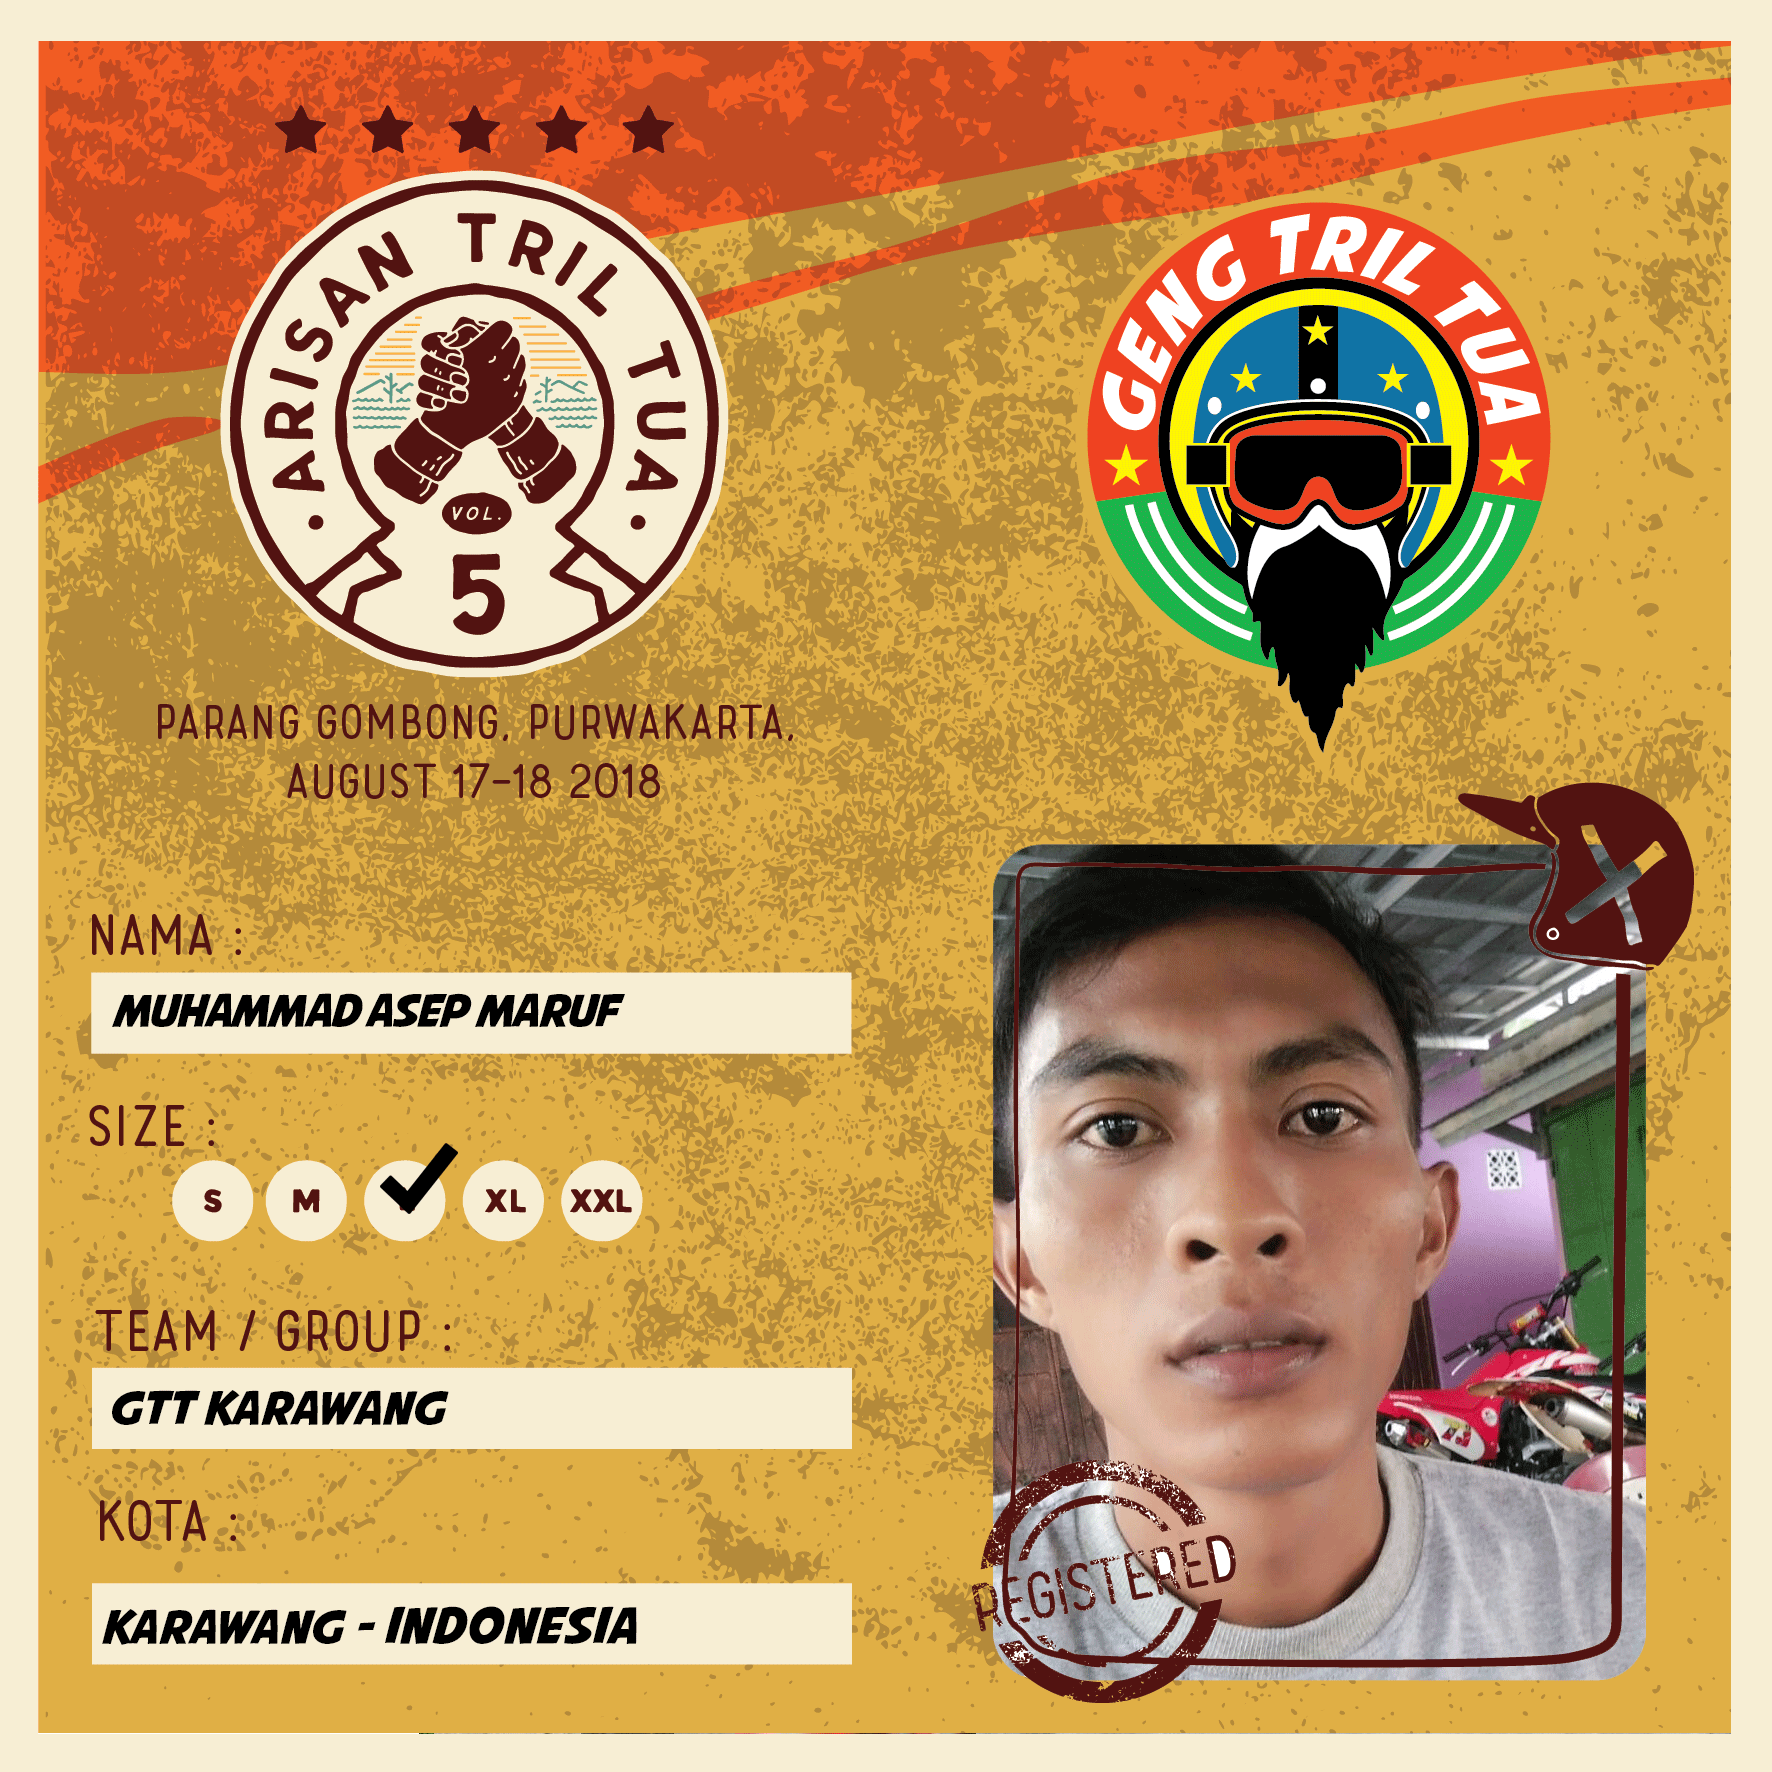 ARISAN TRIL TUA
VOL.
5
GENG TRIL TUA
PARANG GOMBONG, PURWAKARTA,
AUGUST 17-18 2018
NAMA :
MUHAMMAD ASEP MARUF
SIZE :
S M XL XXL
TEAM / GROUP :
GTT KARAWANG
KOTA :
KARAWANG - INDONESIA
REGISTERED